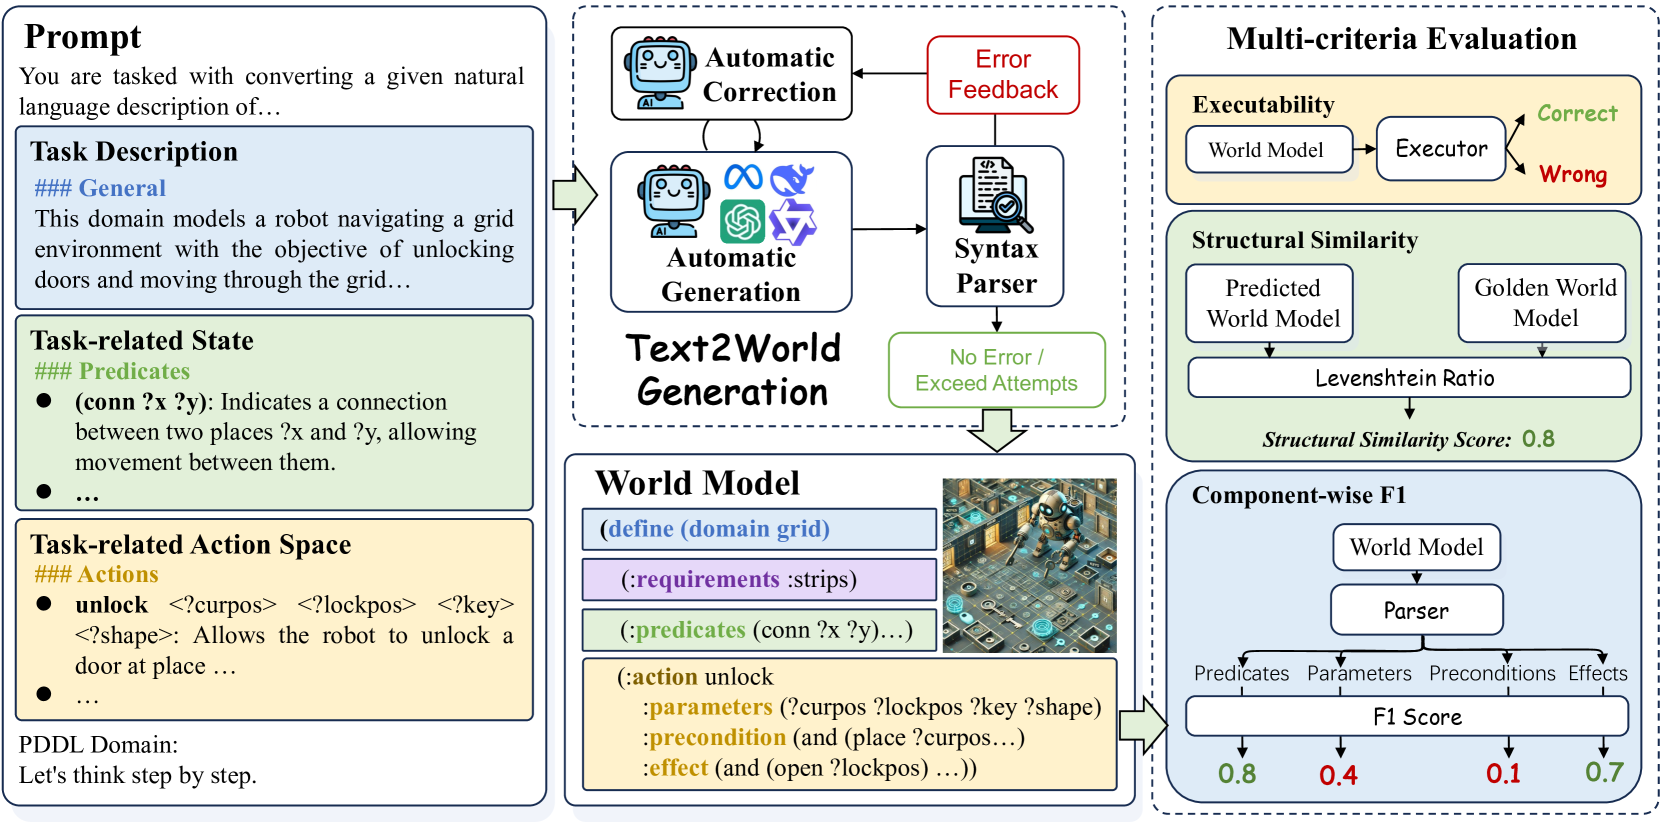 Prompt
You are tasked with converting a given natural
language description of…
Task Description
### General
This domain models a robot navigating a grid
environment with the objective of unlocking
doors and moving through the grid…
Task-related State
### Predicates
● (conn ?x ?y): Indicates a connection
between two places ?x and ?y, allowing
movement between them.
● …
Task-related Action Space
### Actions
● unlock <?curpos> <?lockpos> <?key>
<?shape>: Allows the robot to unlock a
door at place …
● …
PDDL Domain:
Let's think step by step.
AI
Automatic
Correction
Error
Feedback
AI
Automatic
Generation
</>
Syntax
Parser
Text2World
Generation
No Error /
Exceed Attempts
World Model
(define (domain grid)
(:requirements :strips)
(:predicates (conn ?x ?y)…)
(:action unlock
:parameters (?curpos ?lockpos ?key ?shape)
:precondition (and (place ?curpos…)
:effect (and (open ?lockpos) …))
Multi-criteria Evaluation
Executability
World Model
Executor
Correct
Wrong
Structural Similarity
Predicted
World Model
Golden World
Model
Levenshtein Ratio
Structural Similarity Score: 0.8
Component-wise F1
World Model
Parser
Predicates Parameters Preconditions Effects
F1 Score
0.8 0.4 0.1 0.7